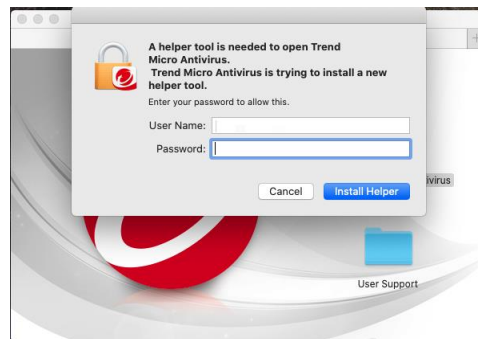 A helper tool is needed to open Trend
Micro Antivirus.
Trend Micro Antivirus is trying to install a new
helper tool.
Enter your password to allow this.
User Name:
Password:
Cancel
Install Helper
ivirus
User Support